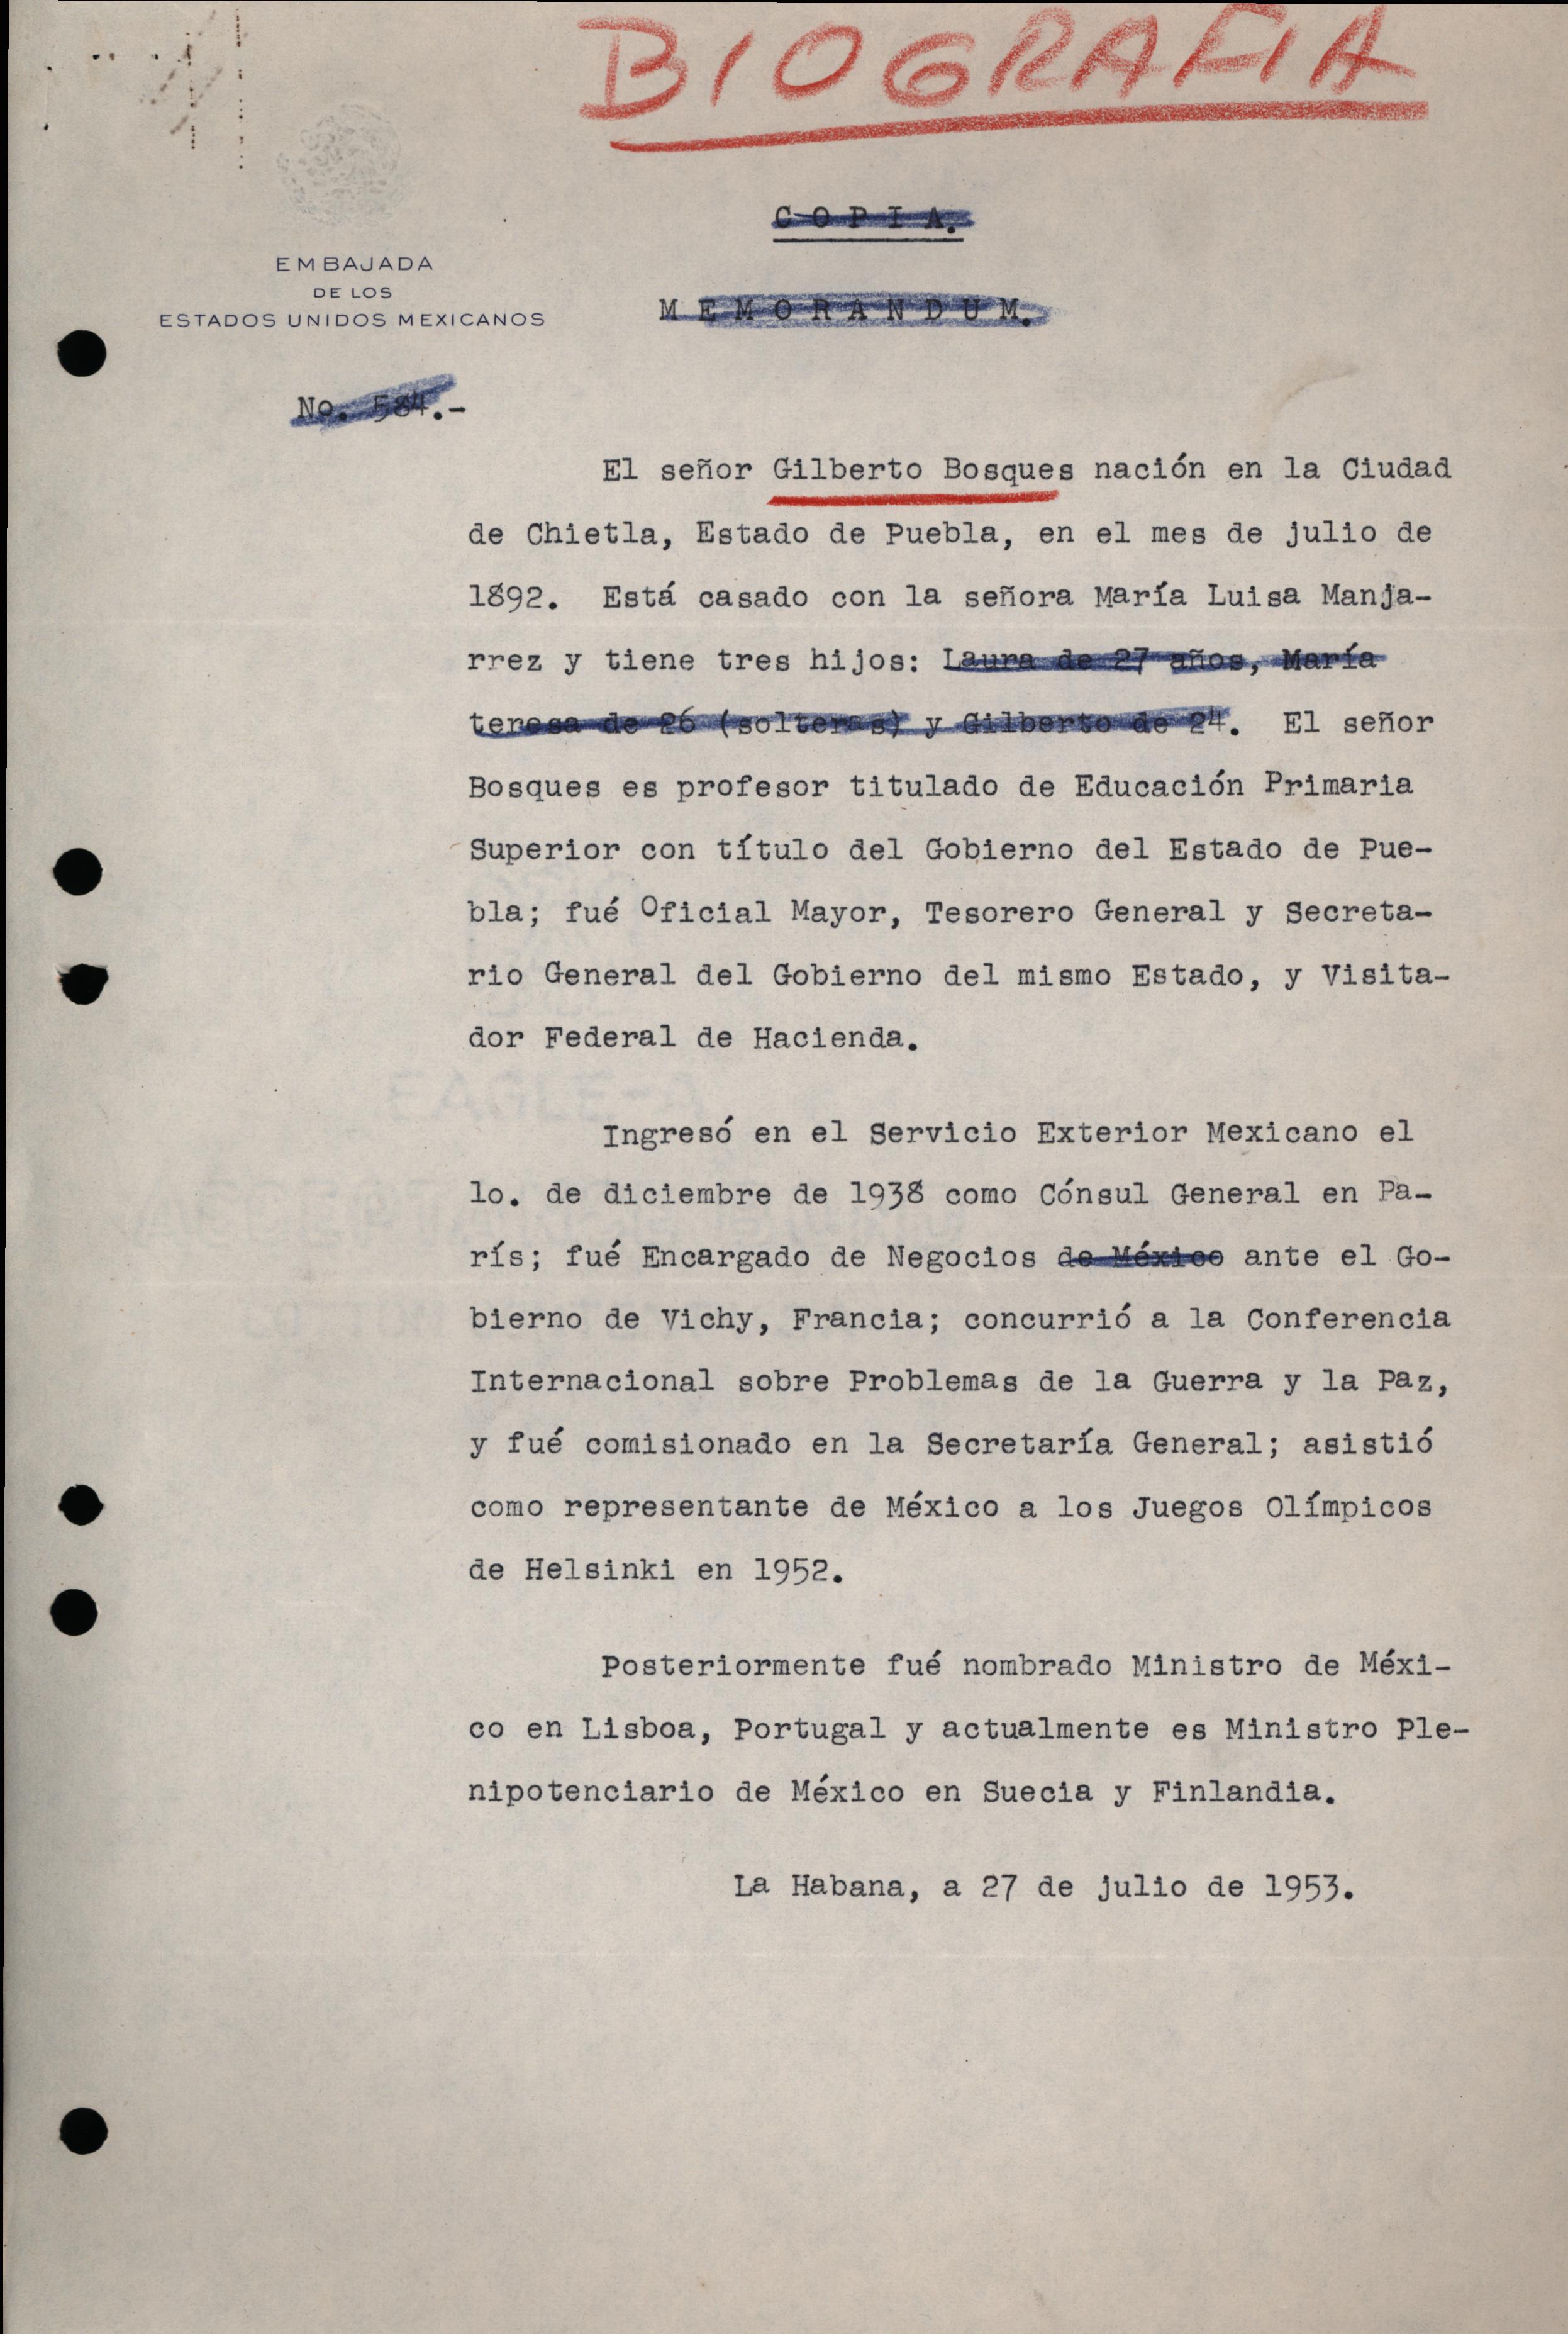 BIOGRAFIA
C O P I A.
EMBAJADA
DE LOS
ESTADOS UNIDOS MEXICANOS
M E M O R A N D U M.
No. 584.-
El señor Gilberto Bosques nación en la Ciudad
de Chietla, Estado de Puebla, en el mes de julio de
1892. Está casado con la señora María Luisa Manja-
rrez y tiene tres hijos: Laura de 27 años, María
teresa de 26 (solteras) y Gilberto de 24. El señor
Bosques es profesor titulado de Educación Primaria
Superior con título del Gobierno del Estado de Pue-
bla; fué Oficial Mayor, Tesorero General y Secreta-
rio General del Gobierno del mismo Estado, y Visita-
dor Federal de Hacienda.
Ingresó en el Servicio Exterior Mexicano el
lo. de diciembre de 1938 como Cónsul General en Pa-
rís; fué Encargado de Negocios de México ante el Go-
bierno de Vichy, Francia; concurrió a la Conferencia
Internacional sobre Problemas de la Guerra y la Paz,
y fué comisionado en la Secretaría General; asistió
como representante de México a los Juegos Olímpicos
de Helsinki en 1952.
Posteriormente fué nombrado Ministro de Méxi-
co en Lisboa, Portugal y actualmente es Ministro Ple-
nipotenciario de México en Suecia y Finlandia.
La Habana, a 27 de julio de 1953.